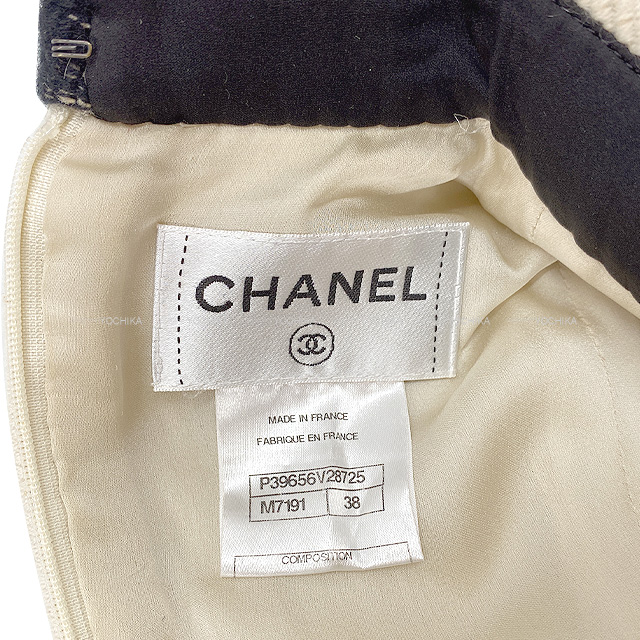 CHANEL
MADE IN FRANCE
FABRIQUE EN FRANCE
P39656V28725
M7191 38
COMPOSITION